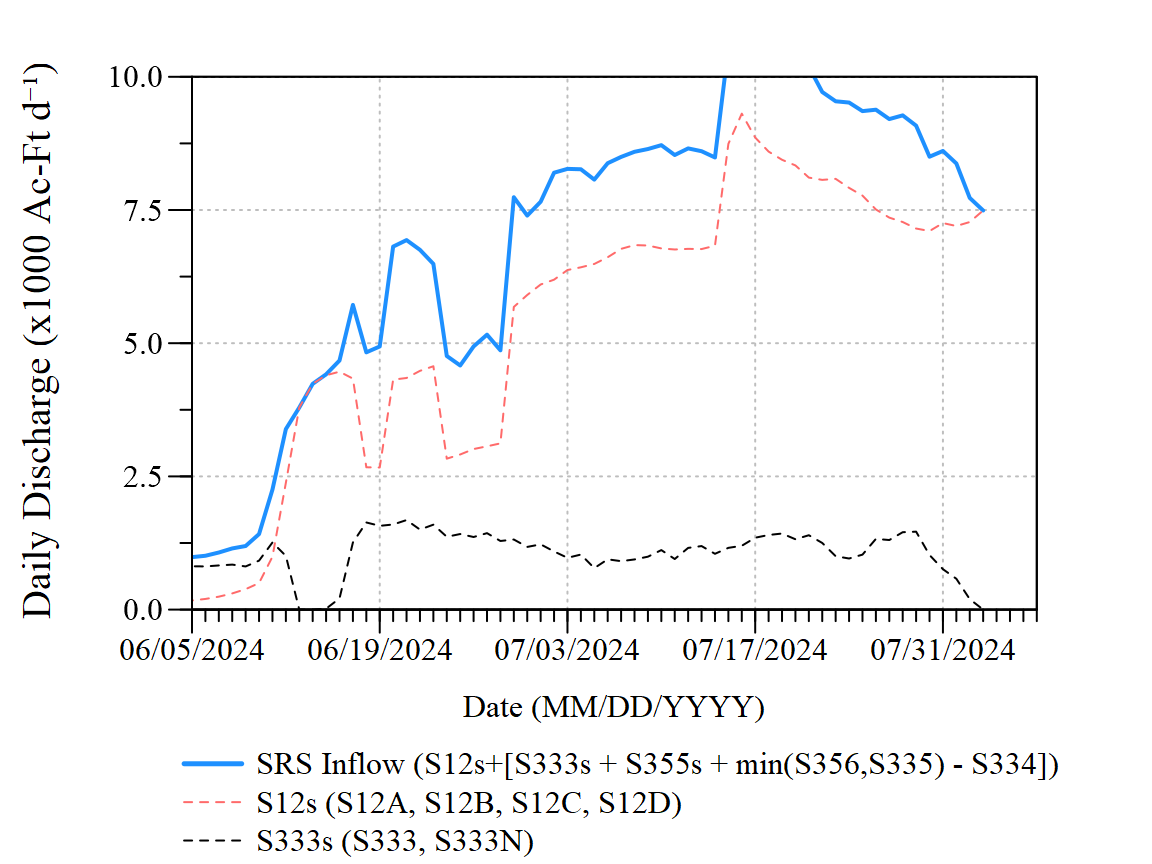 Daily Discharge (x1000 Ac-Ft d⁻¹)
10.0
7.5
5.0
2.5
0.0
06/05/2024 06/19/2024 07/03/2024 07/17/2024 07/31/2024
Date (MM/DD/YYYY)
SRS Inflow (S12s+[S333s + S355s + min(S356,S335) - S334])
S12s (S12A, S12B, S12C, S12D)
S333s (S333, S333N)